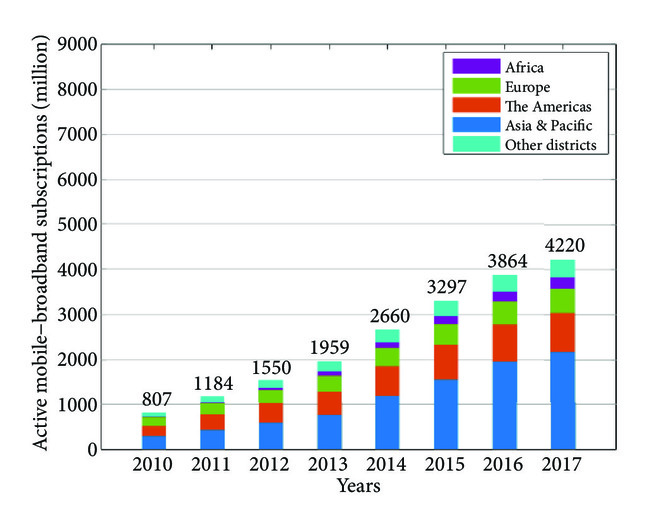 9000
8000
7000
6000
5000
4000
3000
2000
1000
0
Active mobile–broadband subscriptions (million)
Africa
Europe
The Americas
Asia & Pacific
Other districts
807
1184
1550
1959
2660
3297
3864
4220
2010 2011 2012 2013 2014 2015 2016 2017
Years